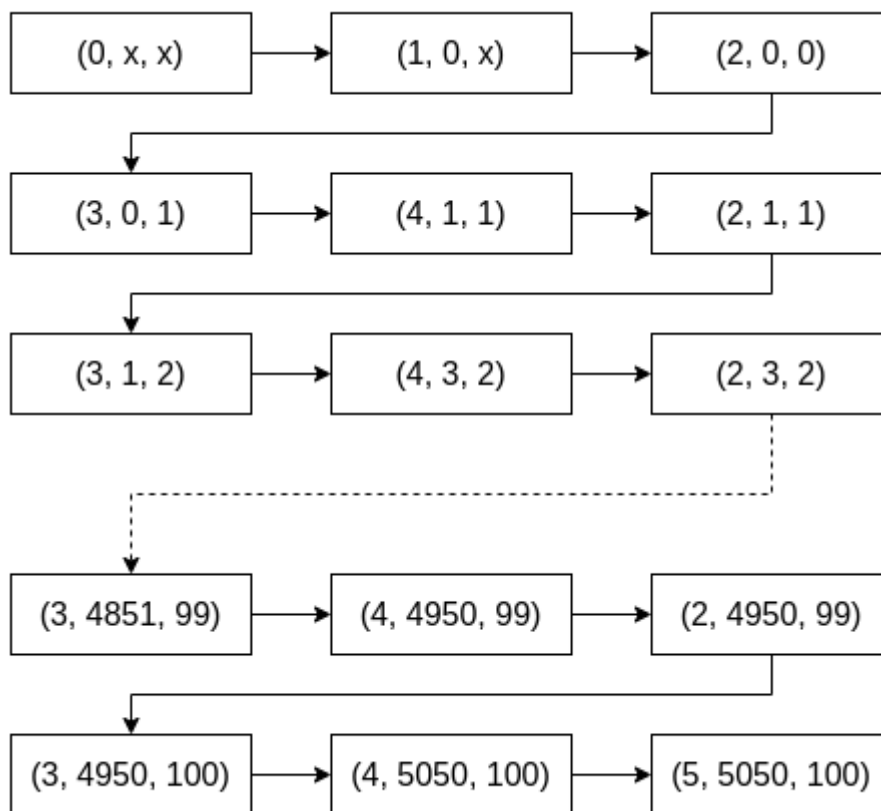 (0, x, x) (1, 0, x) (2, 0, 0)
(3, 0, 1) (4, 1, 1) (2, 1, 1)
(3, 1, 2) (4, 3, 2) (2, 3, 2)
(3, 4851, 99) (4, 4950, 99) (2, 4950, 99)
(3, 4950, 100) (4, 5050, 100) (5, 5050, 100)